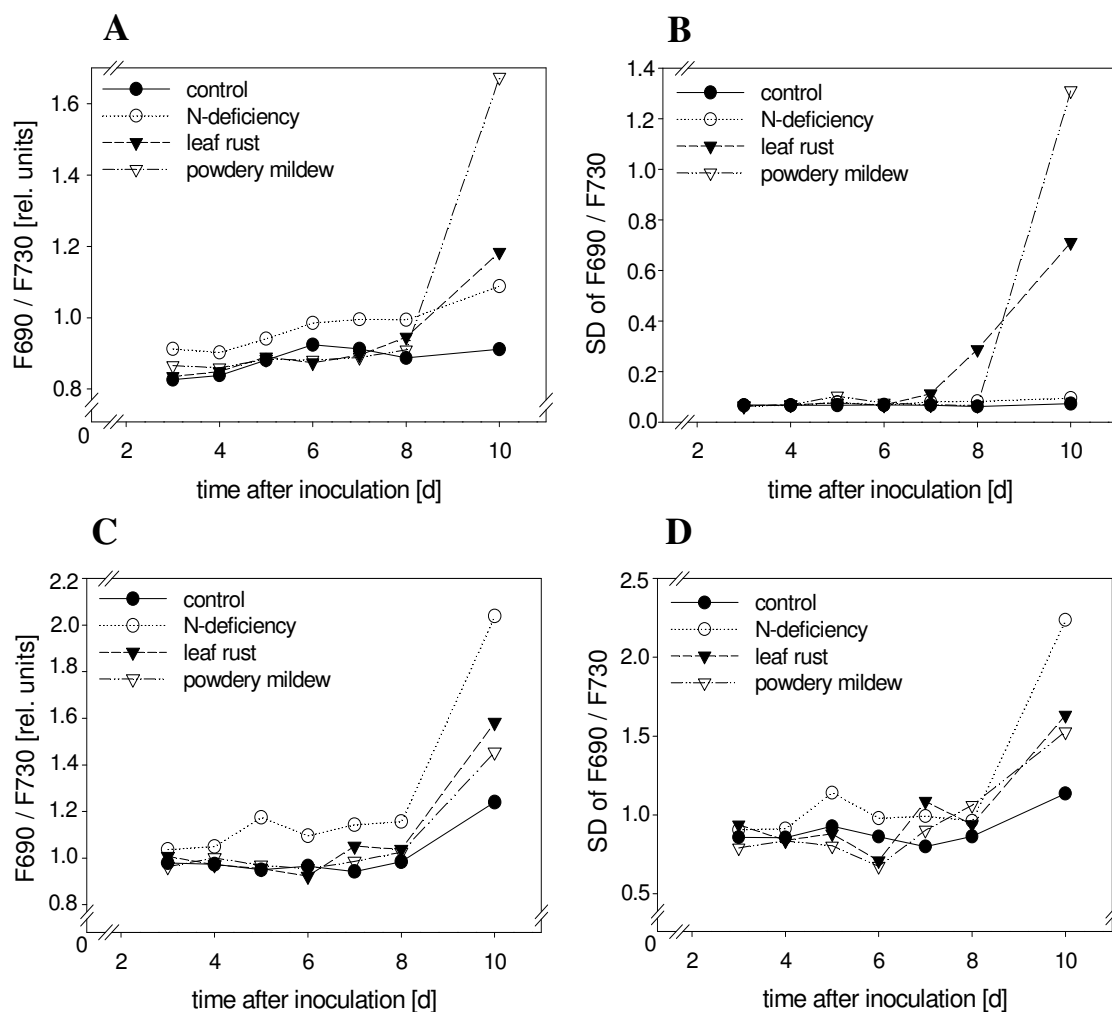 A
F690 / F730 [rel. units]
1.6
1.4
1.2
1.0
0.8
0
control
N-deficiency
leaf rust
powdery mildew
2 4 6 8 10
time after inoculation [d]
B
SD of F690 / F730
1.4
1.2
1.0
0.8
0.6
0.4
0.2
0.0
control
N-deficiency
leaf rust
powdery mildew
2 4 6 8 10
time after inoculation [d]
C
F690 / F730 [rel. units]
2.2
2.0
1.8
1.6
1.4
1.2
1.0
0.8
0
control
N-deficiency
leaf rust
powdery mildew
2 4 6 8 10
time after inoculation [d]
D
SD of F690 / F730
2.5
2.0
1.5
1.0
0.5
0
control
N-deficiency
leaf rust
powdery mildew
2 4 6 8 10
time after inoculation [d]